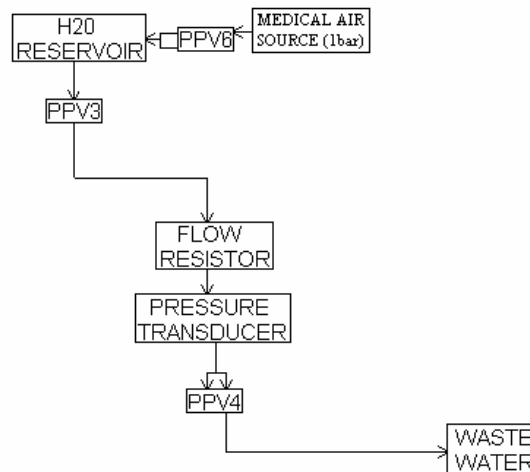 H20
RESERVOIR
PPV6
MEDICAL AIR
SOURCE (1bar)
PPV3
FLOW
RESISTOR
PRESSURE
TRANSDUCER
PPV4
WASTE
WATER